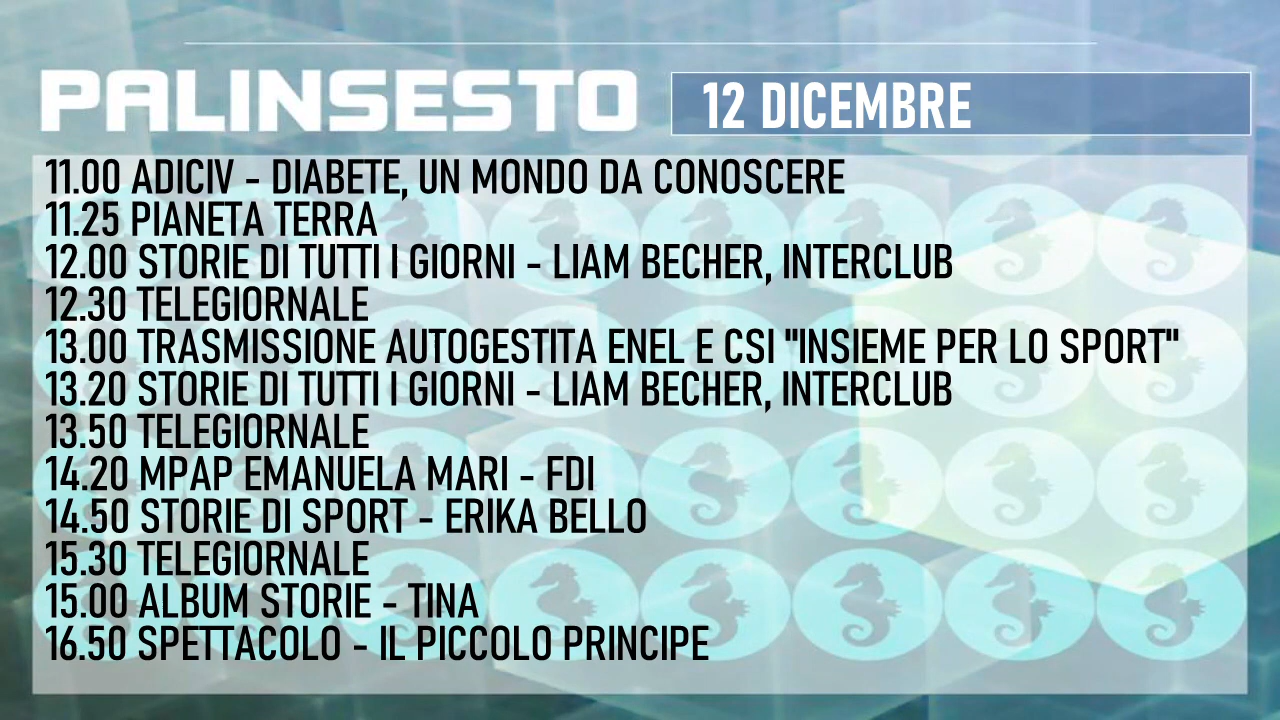 PALINSESTO
12 DICEMBRE
11.00 ADICIV - DIABETE, UN MONDO DA CONOSCERE
11.25 PIANETA TERRA
12.00 STORIE DI TUTTI I GIORNI - LIAM BECHER, INTERCLUB
12.30 TELEGIORNALE
13.00 TRASMISSIONE AUTOGESTITA ENEL E CSI "INSIEME PER LO SPORT"
13.20 STORIE DI TUTTI I GIORNI - LIAM BECHER, INTERCLUB
13.50 TELEGIORNALE
14.20 MPAP EMANUELA MARI - FDI
14.50 STORIE DI SPORT - ERIKA BELLO
15.30 TELEGIORNALE
15.00 ALBUM STORIE - TINA
16.50 SPETTACOLO - IL PICCOLO PRINCIPE